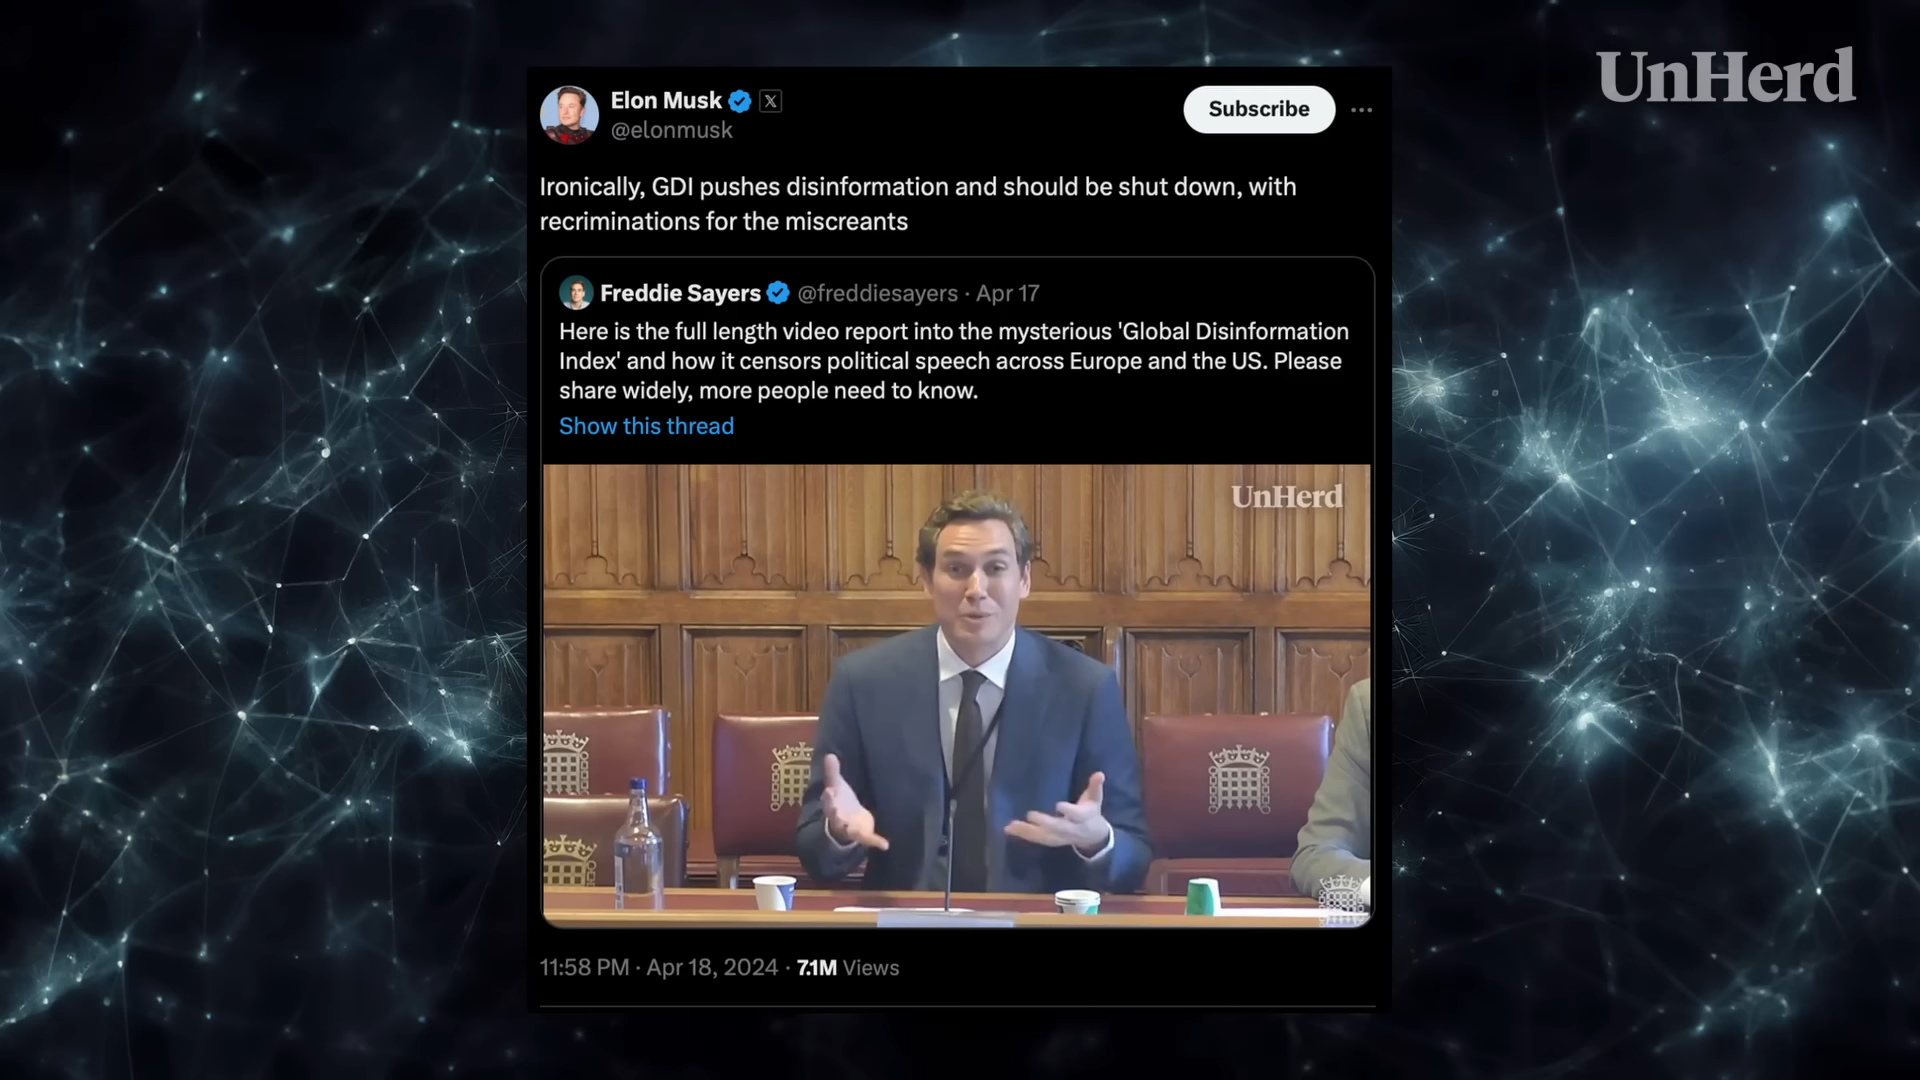 UnHerd
Elon Musk
@elonmusk
Subscribe
Ironically, GDI pushes disinformation and should be shut down, with
recriminations for the miscreants
Freddie Sayers @freddiesayers · Apr 17
Here is the full length video report into the mysterious 'Global Disinformation
Index' and how it censors political speech across Europe and the US. Please
share widely, more people need to know.
Show this thread
UnHerd
11:58 PM · Apr 18, 2024 · 7.1M Views